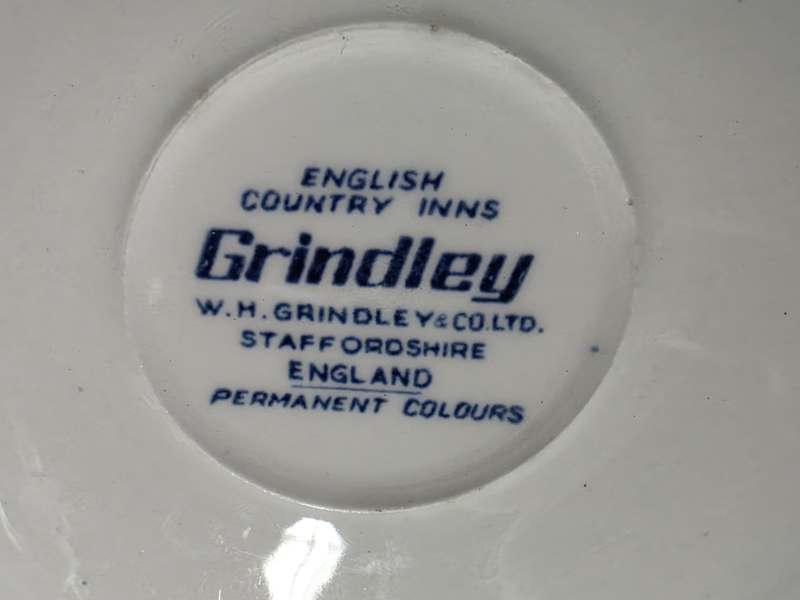 ENGLISH
COUNTRY INNS
Grindley
W.H.GRINDLEY&CO.LTD.
STAFFORDSHIRE
ENGLAND
PERMANENT COLOURS